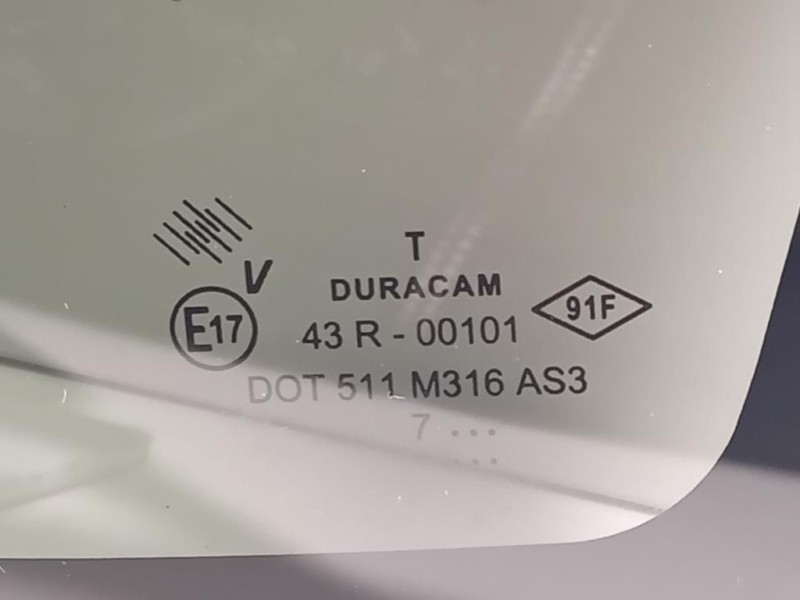 T
V
DURACAM
E17
43 R - 00101
91F
DOT 511 M316 AS3
7 ...
...